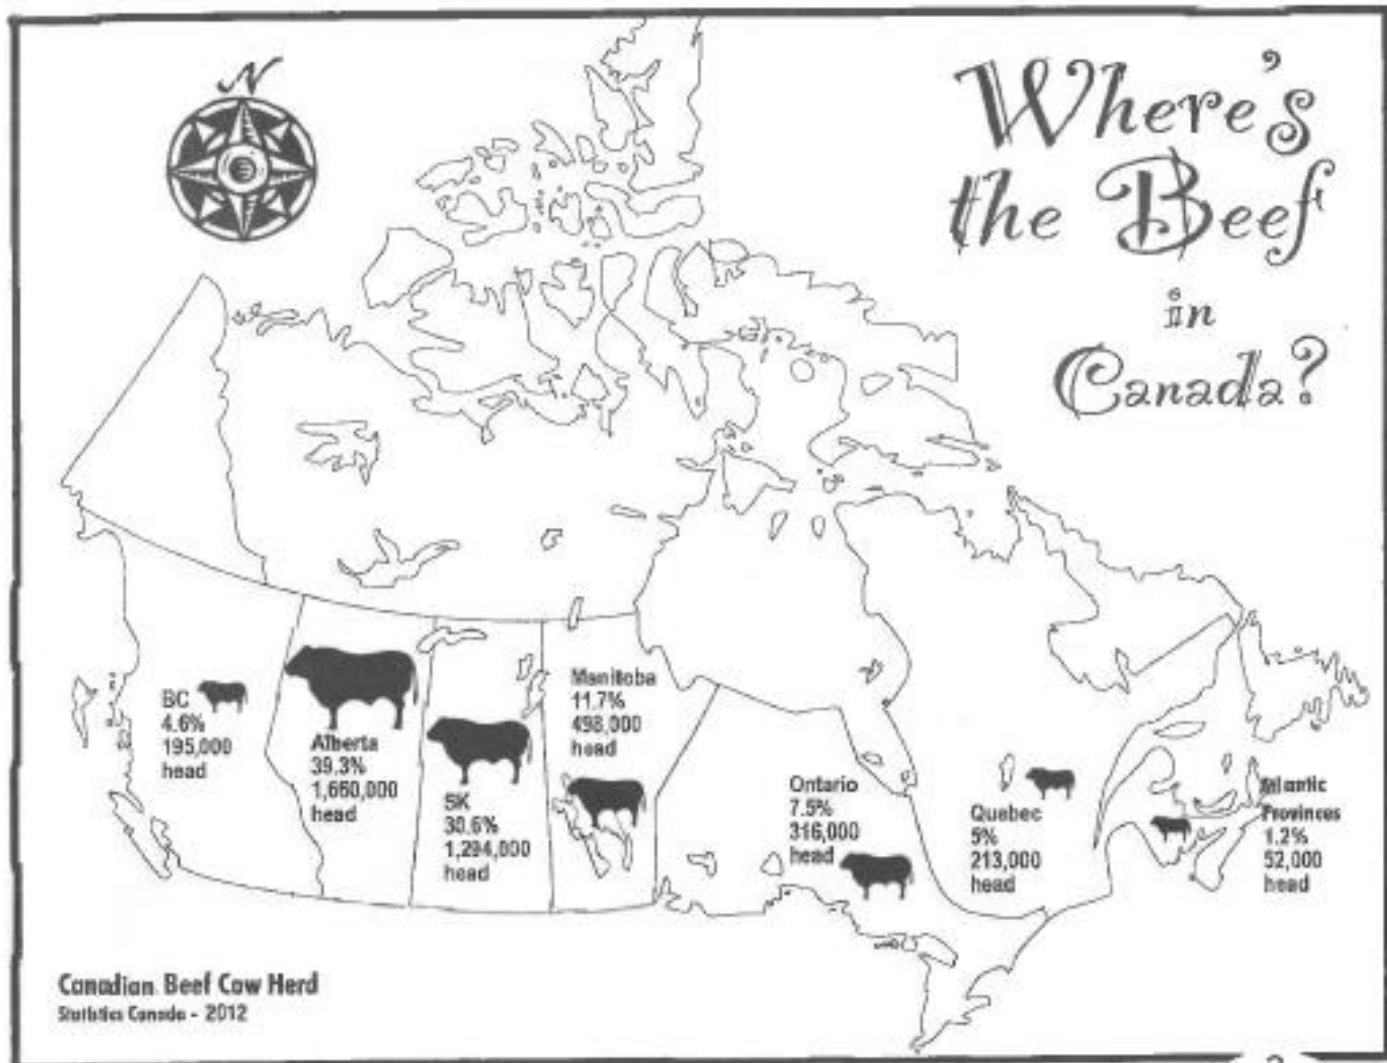 N
Where's
the Beef
in
Canada?
BC
4.6%
195,000
head
Alberta
39.3%
1,660,000
head
SK
30.6%
1,294,000
head
Manitoba
11.7%
498,000
head
Ontario
7.5%
316,000
head
Quebec
5%
213,000
head
Atlantic
Provinces
1.2%
52,000
head
Canadian Beef Cow Herd
Statistics Canada - 2012